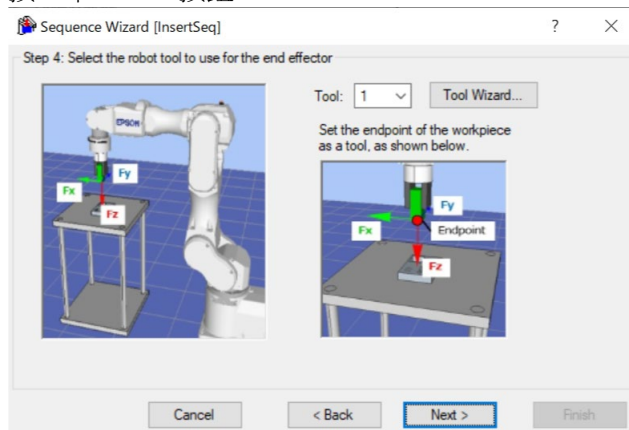 Sequence Wizard [InsertSeq]
?
Step 4: Select the robot tool to use for the end effector
Tool: 1
Tool Wizard...
Set the endpoint of the workpiece
as a tool, as shown below.
EPSON
Fy
Fx
Fz
Fy
Fx
Endpoint
Fz
Cancel
< Back
Next >
Finish